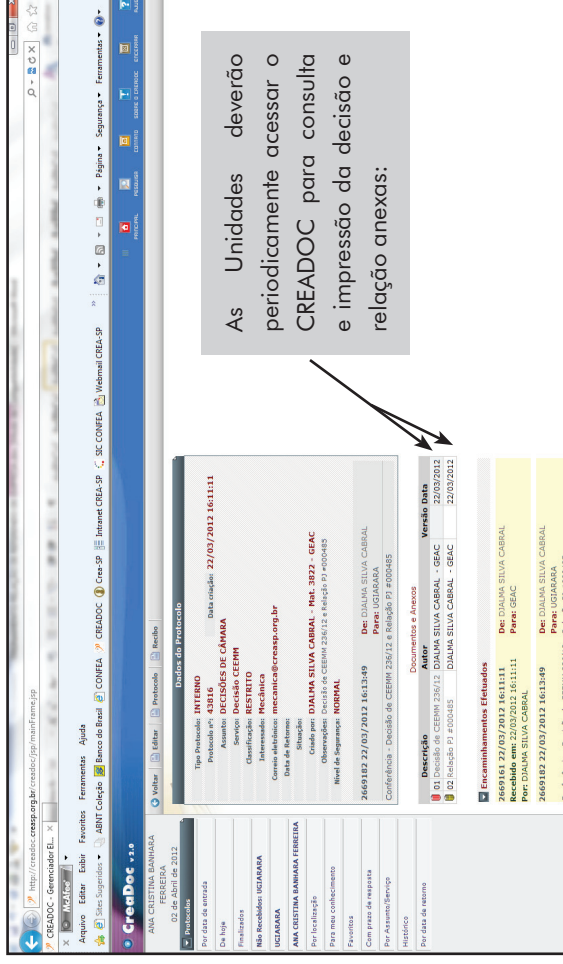 http://creadoc.creasp.org.br/creadoc/jsp/mainFrame.jsp
CREADOC - Gerenciador El...
McAfee
Arquivo Editar Exibir Favoritos Ferramentas Ajuda
Sites Sugeridos ABNT Coleção Banco do Brasil CONFEA CREADOC Crea-SP Intranet CREA-SP SIC CONFEA Webmail CREA-SP
Página Segurança Ferramentas
CreaDoc v 2.0
PRINCIPAL PESQUISAR CONTATO SOBRE O CREADOC ENCERRAR
ANA CRISTINA BANHARA
FERREIRA
02 de Abril de 2012
Protocolos
Por data de entrada
De hoje
Finalizados
Não Recebidos: UGIARARA
UGIARARA
ANA CRISTINA BANHARA FERREIRA
Por localização
Para meu conhecimento
Favoritos
Com prazo de resposta
Por Assunto/Serviço
Histórico
Por data de retorno
Voltar Editar Protocolo Recibo
Dados do Protocolo
Tipo Protocolo: INTERNO
Protocolo nº: 43816 Data criação: 22/03/2012 16:11:11
Assunto: DECISÕES DE CÂMARA
Serviço: Decisão CEEMM
Classificação: RESTRITO
Interessado: Mecânica
Correio eletrônico: mecanica@creasp.org.br
Data de Retorno:
Situação:
Criado por: DJALMA SILVA CABRAL - Mat. 3822 - GEAC
Observações: Decisão de CEEMM 236/12 e Relação PJ #000485
Nível de Segurança: NORMAL
2669182 22/03/2012 16:13:49 De: DJALMA SILVA CABRAL
Para: UGIARARA
Conferência - Decisão de CEEMM 236/12 e Relação PJ #000485
Documentos e Anexos
Descrição Autor Versão Data
01 Decisão de CEEMM 236/12 DJALMA SILVA CABRAL - GEAC 22/03/2012
02 Relação PJ #000485 DJALMA SILVA CABRAL - GEAC 22/03/2012
Encaminhamentos Efetuados
2669161 22/03/2012 16:11:11 De: DJALMA SILVA CABRAL
Recebido em: 22/03/2012 16:11:11 Para: GEAC
Por: DJALMA SILVA CABRAL
2669182 22/03/2012 16:13:49 De: DJALMA SILVA CABRAL
Para: UGIARARA
As Unidades deverão
periodicamente acessar o
CREADOC para consulta
e impressão da decisão e
relação anexas: